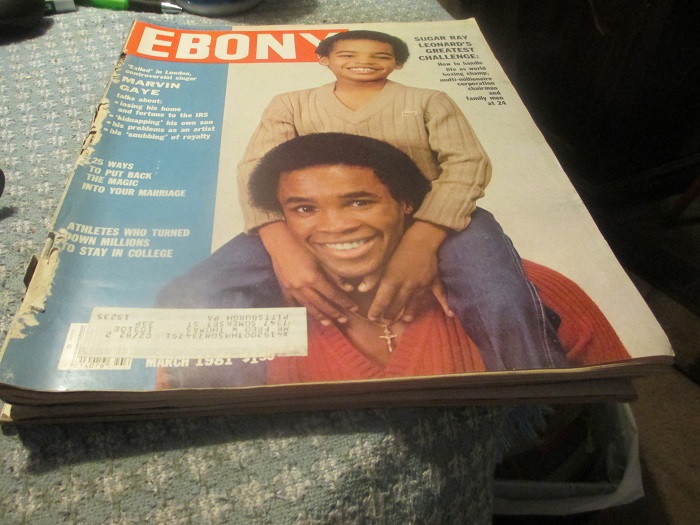 EBONY
"Exiled" in London,
controversial singer
MARVIN
GAYE
talks about:
• losing his home
and fortune to the IRS
• 'kidnapping' his own son
• his problems as an artist
• his 'snubbing' of royalty
25 WAYS
TO PUT BACK
THE MAGIC
INTO YOUR MARRIAGE
ATHLETES WHO TURNED
DOWN MILLIONS
TO STAY IN COLLEGE
SUGAR RAY
LEONARD'S
GREATEST
CHALLENGE:
How to handle
life as world
boxing champ,
multi-millionaire
corporation
chairman
and
family man
at 24
MARCH 1981
PITTSBURGH PA 15235